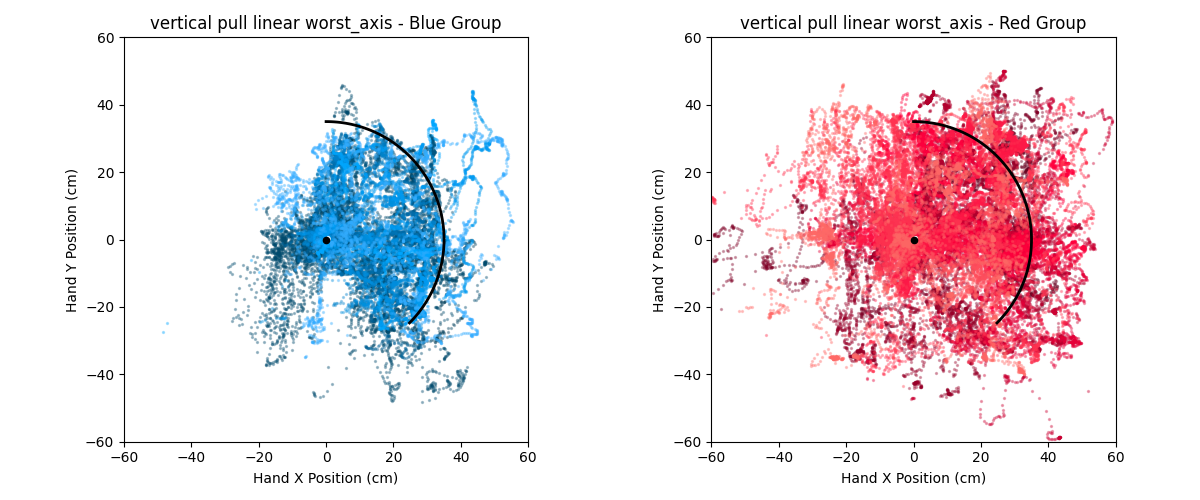 vertical pull linear worst_axis - Blue Group
60
40
20
0
−20
−40
−60
Hand Y Position (cm)
−60 −40 −20 0 20 40 60
Hand X Position (cm)
vertical pull linear worst_axis - Red Group
60
40
20
0
−20
−40
−60
Hand Y Position (cm)
−60 −40 −20 0 20 40 60
Hand X Position (cm)